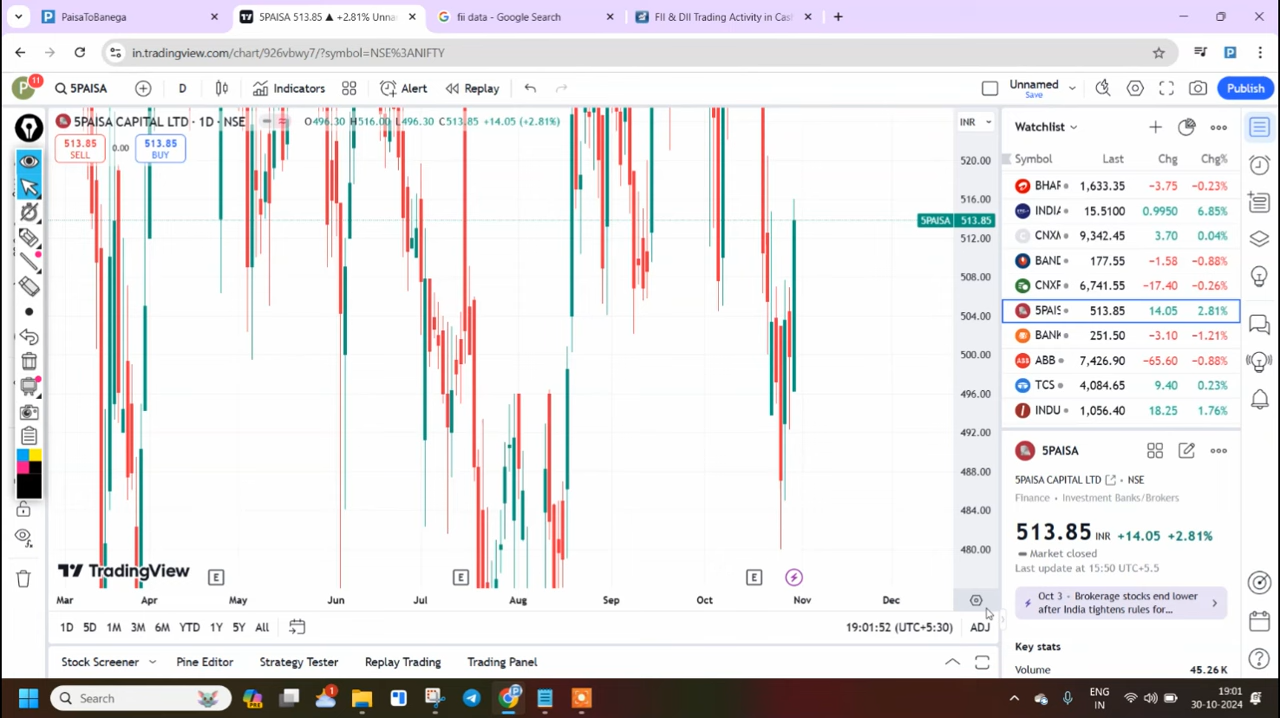 PaisaToBanega
5PAISA 513.85 ▲ +2.81% Unna
fii data - Google Search
FII & DII Trading Activity in Cas
in.tradingview.com/chart/926vbwy7/?symbol=NSE%3ANIFTY
P
11
5PAISA
D
Indicators
Alert
Replay
Unnamed
Save
Publish
5PAISA CAPITAL LTD · 1D · NSE
O496.30 H516.00 L496.30 C513.85 +14.05 (+2.81%)
INR
513.85
SELL
0.00
513.85
BUY
520.00
516.00
5PAISA 513.85
512.00
508.00
504.00
500.00
496.00
492.00
488.00
484.00
480.00
TradingView
E
E
E
Mar Apr May Jun Jul Aug Sep Oct Nov Dec
1D 5D 1M 3M 6M YTD 1Y 5Y All
19:01:52 (UTC+5:30)
ADJ
Stock Screener
Pine Editor
Strategy Tester
Replay Trading
Trading Panel
Watchlist
Symbol Last Chg Chg%
BHAR 1,633.35 −3.75 −0.23%
INDIA 15.5100 0.9950 6.85%
CNXA 9,342.45 3.70 0.04%
BAND 177.55 −1.58 −0.88%
CNXF 6,741.55 −17.40 −0.26%
5PAIS 513.85 14.05 2.81%
BANK 251.50 −3.10 −1.21%
ABB 7,426.90 −65.60 −0.88%
TCS 4,084.65 9.40 0.23%
INDU 1,056.40 18.25 1.76%
5PAISA
5PAISA CAPITAL LTD · NSE
Finance · Investment Banks/Brokers
513.85 INR +14.05 +2.81%
Market closed
Last update at 15:50 UTC+5.5
Oct 3 - Brokerage stocks end lower
after India tightens rules for...
Key stats
Volume 45.26 K
Search
PRE
1
ENG
IN
19:01
30-10-2024